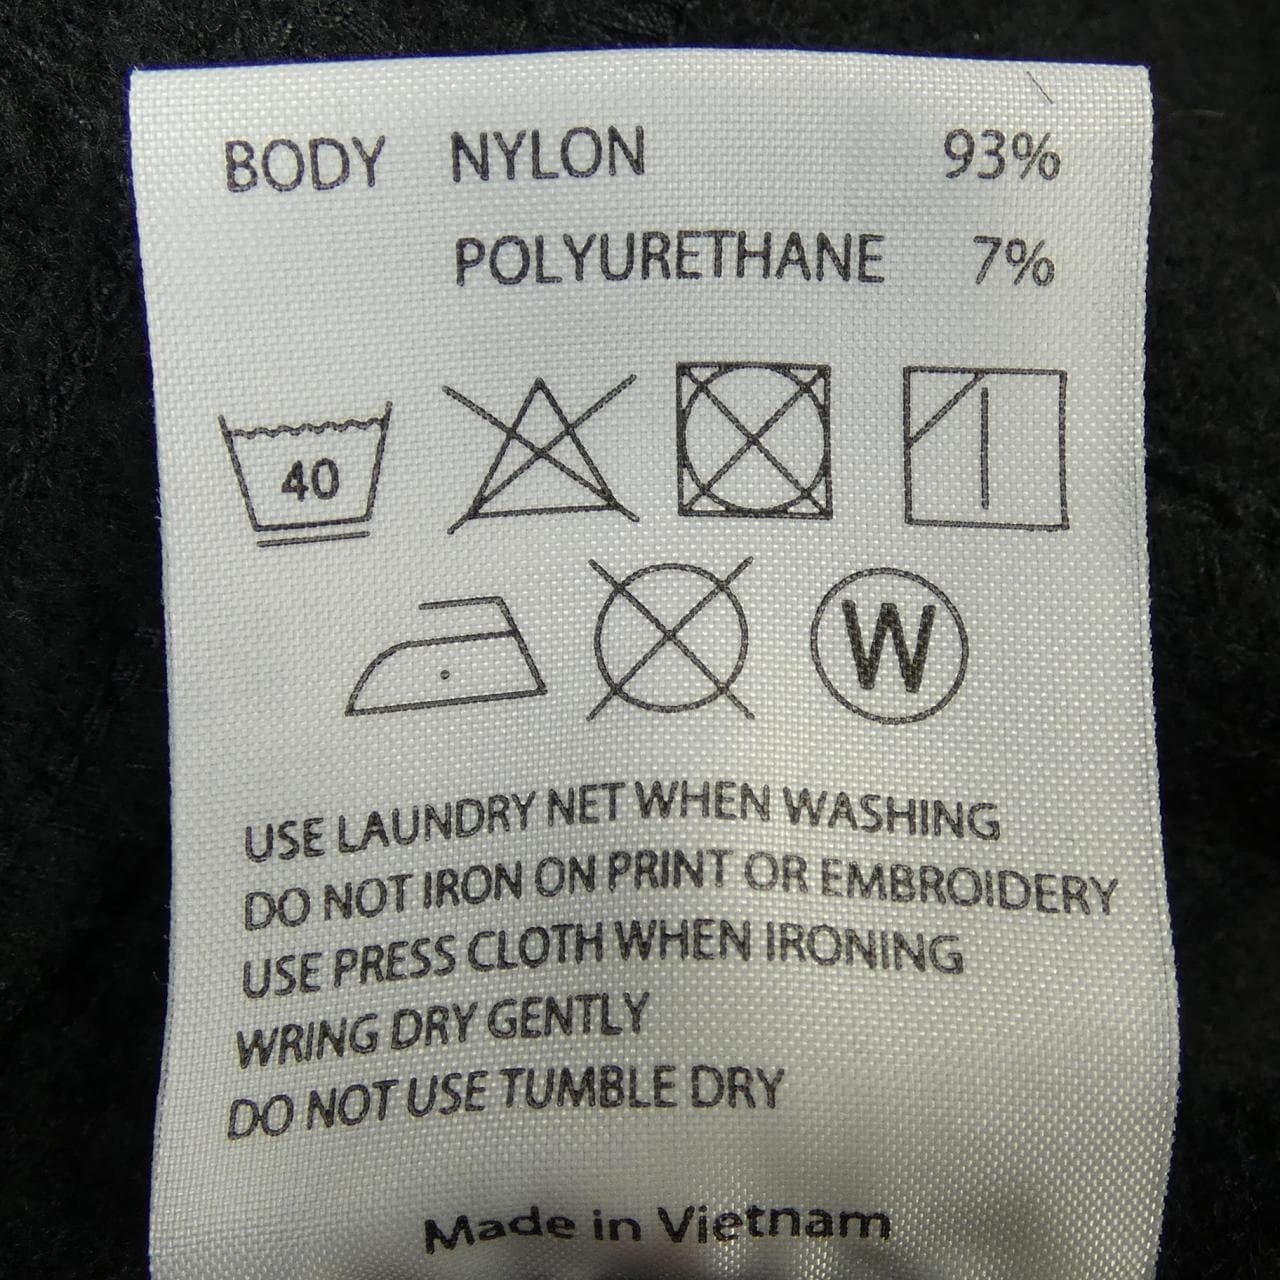 BODY NYLON 93%
POLYURETHANE 7%
40
W
USE LAUNDRY NET WHEN WASHING
DO NOT IRON ON PRINT OR EMBROIDERY
USE PRESS CLOTH WHEN IRONING
WRING DRY GENTLY
DO NOT USE TUMBLE DRY
Made in Vietnam